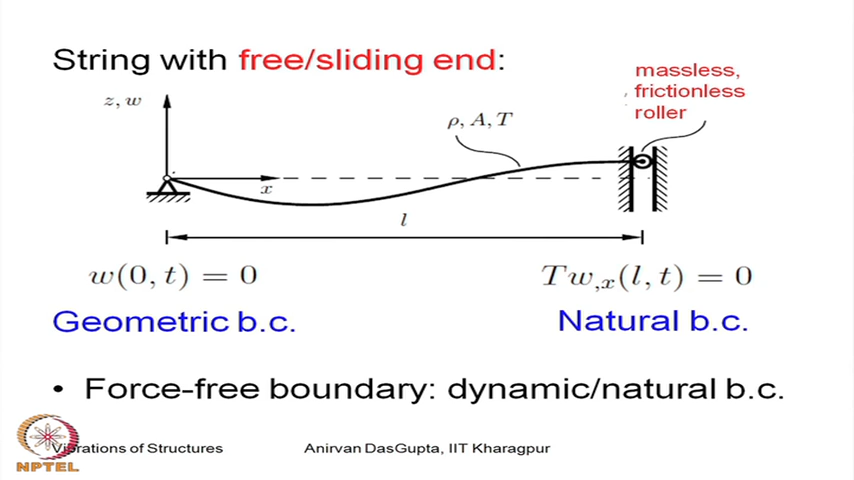 String with free/sliding end:
massless,
frictionless
roller
z, w
ρ, A, T
x
l
w(0, t) = 0
Tw,x(l, t) = 0
Geometric b.c.
Natural b.c.
• Force-free boundary: dynamic/natural b.c.
Vibrations of Structures
Anirvan DasGupta, IIT Kharagpur
NPTEL